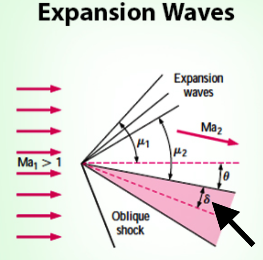 Expansion Waves
Expansion
waves
Ma₂
μ₁
μ₂
Ma₁ > 1
θ
δ
Oblique
shock